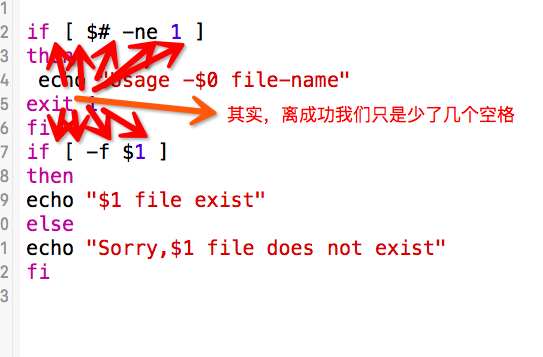 1
2 if [ $# -ne 1 ]
3 then
4 echo "Usage -$0 file-name"
5 exit 1
其实，离成功我们只是少了几个空格
6 fi
7 if [ -f $1 ]
8 then
9 echo "$1 file exist"
0 else
1 echo "Sorry,$1 file does not exist"
2 fi
3